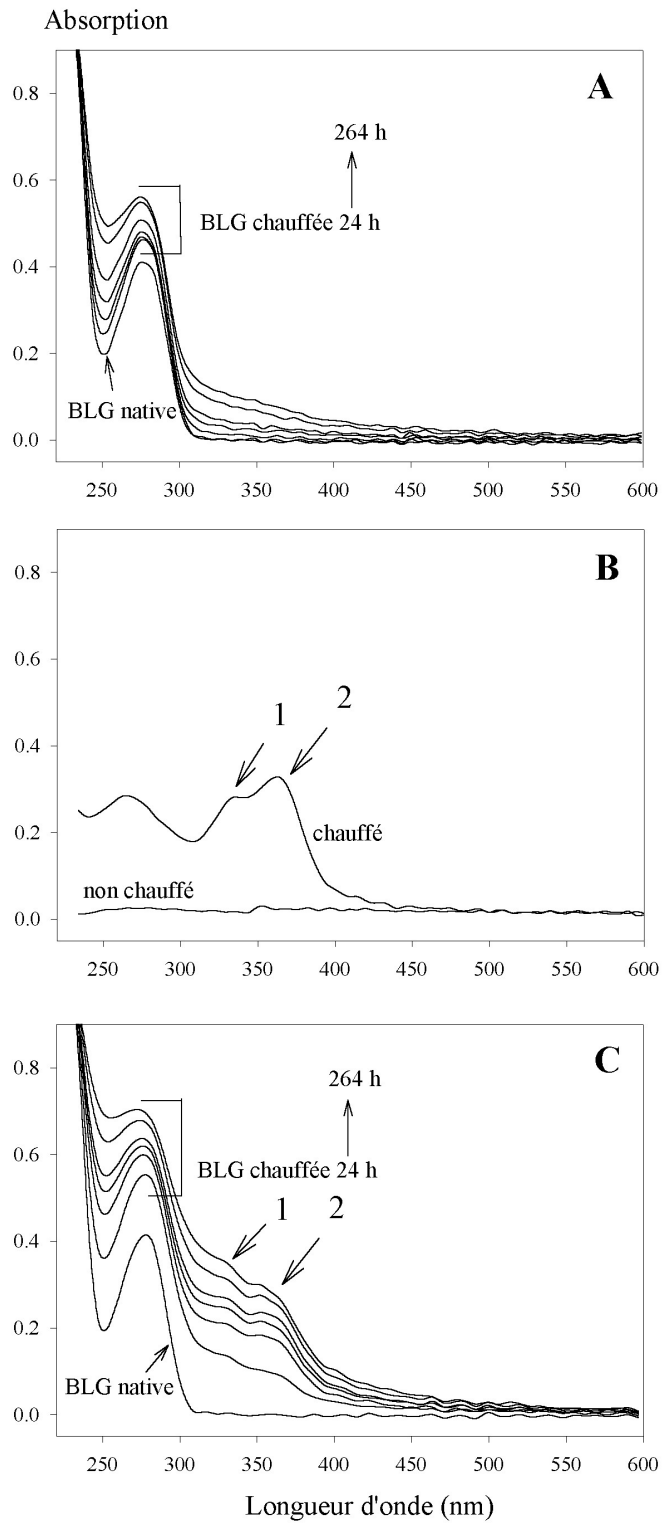 Absorption
A
0.8
264 h
0.6
BLG chauffée 24 h
0.4
0.2
BLG native
0.0
250 300 350 400 450 500 550 600
B
0.8
0.6
1 2
0.4
chauffé
0.2
non chauffé
0.0
250 300 350 400 450 500 550 600
C
0.8
264 h
0.6
BLG chauffée 24 h
1 2
0.4
0.2
BLG native
0.0
250 300 350 400 450 500 550 600
Longueur d'onde (nm)